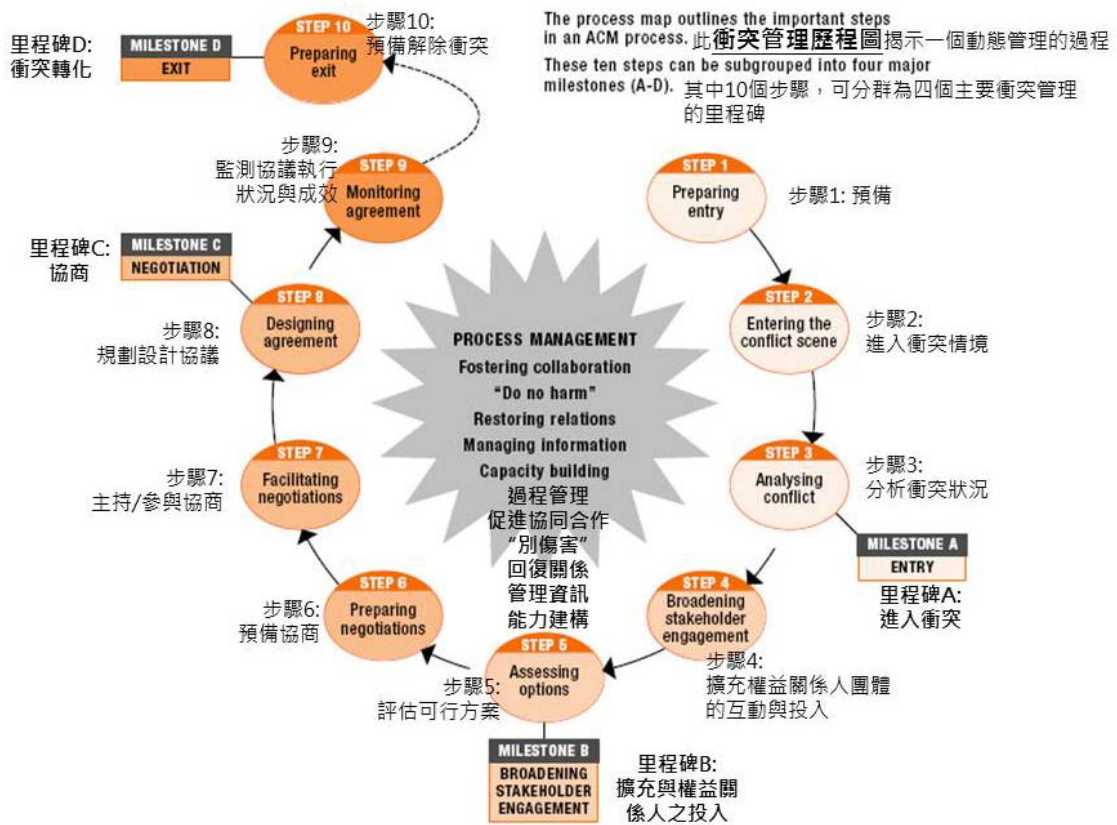 The process map outlines the important steps
in an ACM process. 此衝突管理歷程圖揭示一個動態管理的過程
These ten steps can be subgrouped into four major
milestones (A-D). 其中10個步驟，可分群為四個主要衝突管理
的里程碑
STEP 1
Preparing
entry
步驟1: 預備
STEP 2
Entering the
conflict scene
步驟2:
進入衝突情境
STEP 3
Analysing
conflict
步驟3:
分析衝突狀況
MILESTONE A
ENTRY
里程碑A:
進入衝突
STEP 4
Broadening
stakeholder
engagement
步驟4:
擴充權益關係人團體
的互動與投入
STEP 5
Assessing
options
步驟5:
評估可行方案
MILESTONE B
BROADENING
STAKEHOLDER
ENGAGEMENT
里程碑B:
擴充與權益關
係人之投入
STEP 6
Preparing
negotiations
步驟6:
預備協商
STEP 7
Facilitating
negotiations
步驟7:
主持/參與協商
STEP 8
Designing
agreement
步驟8:
規劃設計協議
MILESTONE C
NEGOTIATION
里程碑C:
協商
STEP 9
Monitoring
agreement
步驟9:
監測協議執行
狀況與成效
STEP 10
Preparing
exit
步驟10:
預備解除衝突
MILESTONE D
EXIT
里程碑D:
衝突轉化
PROCESS MANAGEMENT
Fostering collaboration
"Do no harm"
Restoring relations
Managing information
Capacity building
過程管理
促進協同合作
"別傷害"
回復關係
管理資訊
能力建構